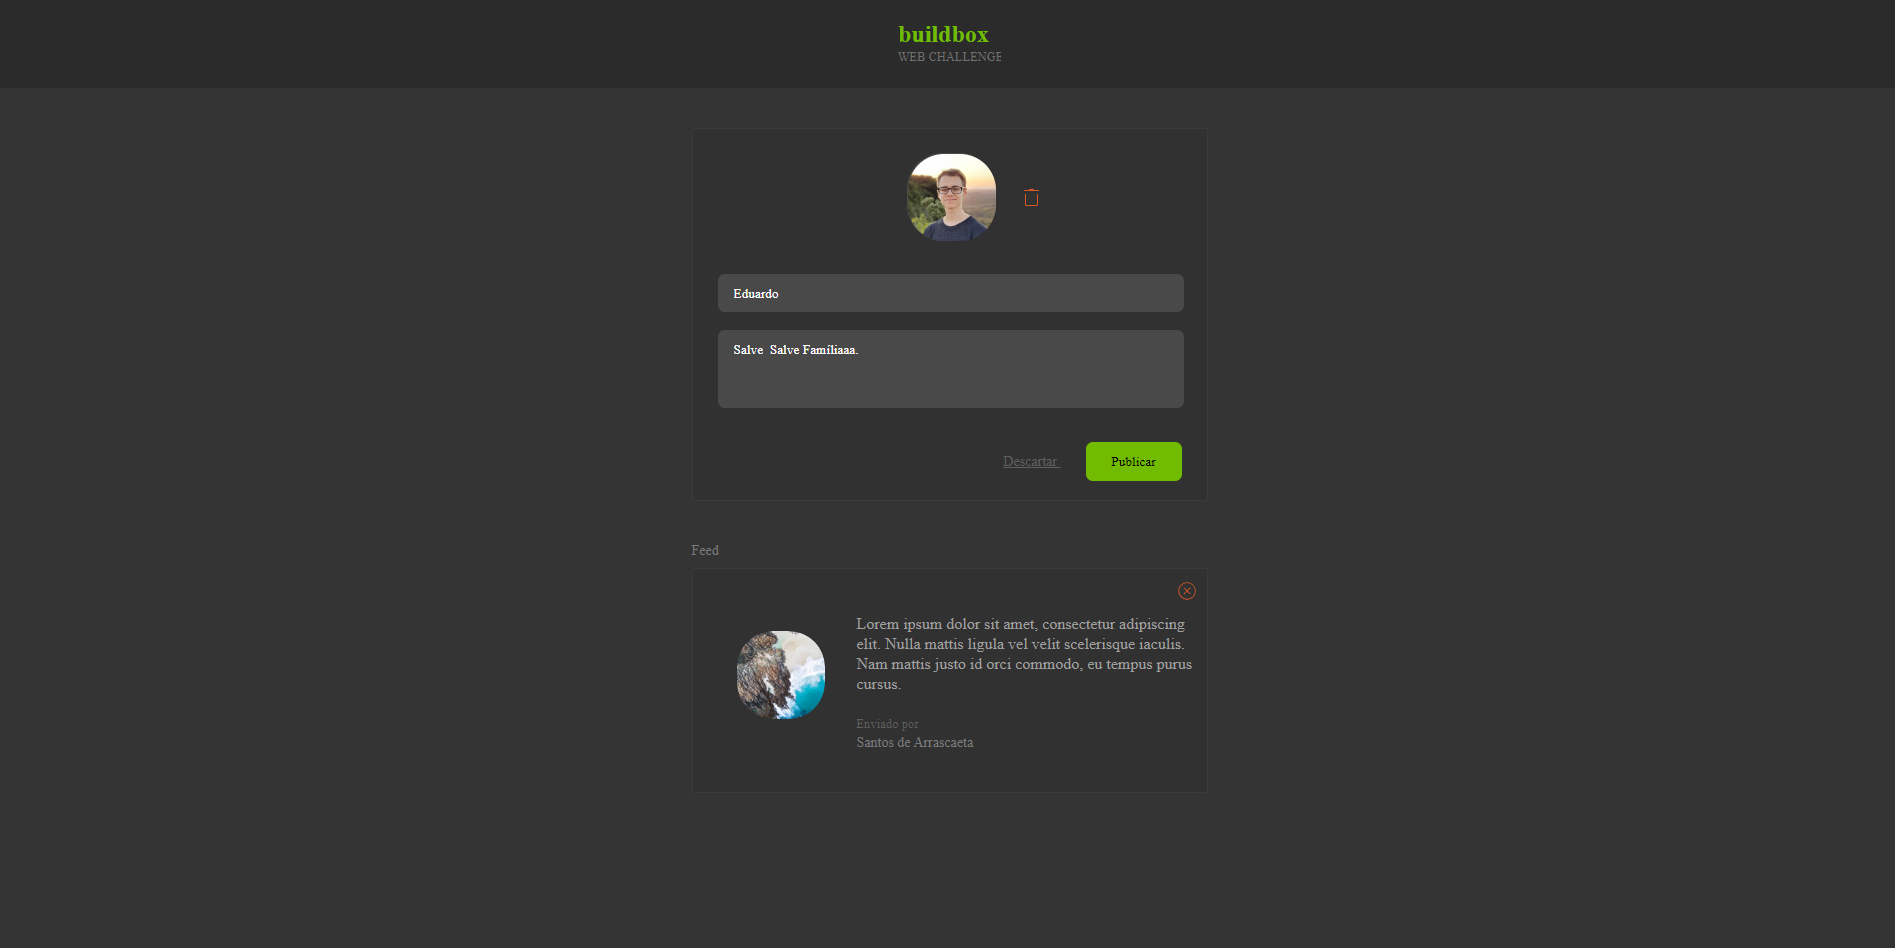 buildbox
WEB CHALLENGE
Eduardo
Salve  Salve Famíliaaa.
Descartar
Publicar
Feed
Lorem ipsum dolor sit amet, consectetur adipiscing
elit. Nulla mattis ligula vel velit scelerisque iaculis.
Nam mattis justo id orci commodo, eu tempus purus
cursus.
Enviado por
Santos de Arrascaeta